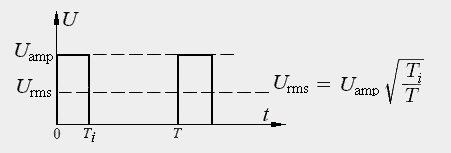 U
U_amp
U_rms
U_rms = U_amp √(T_i/T)
t
0 T_i T